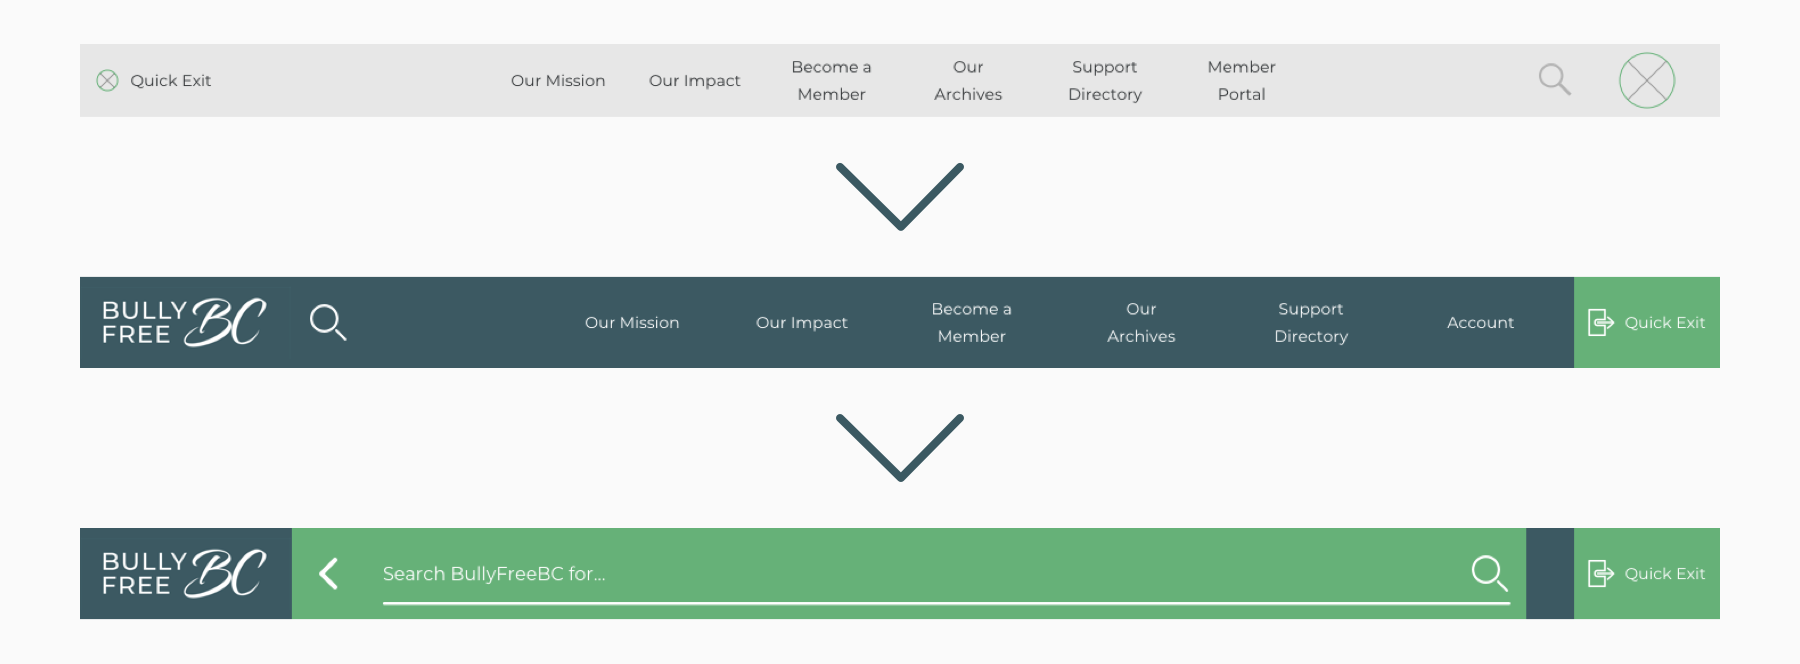 Quick Exit
Our Mission
Our Impact
Become a
Member
Our
Archives
Support
Directory
Member
Portal
BULLY
FREE BC
Our Mission
Our Impact
Become a
Member
Our
Archives
Support
Directory
Account
Quick Exit
BULLY
FREE BC
Search BullyFreeBC for...
Quick Exit